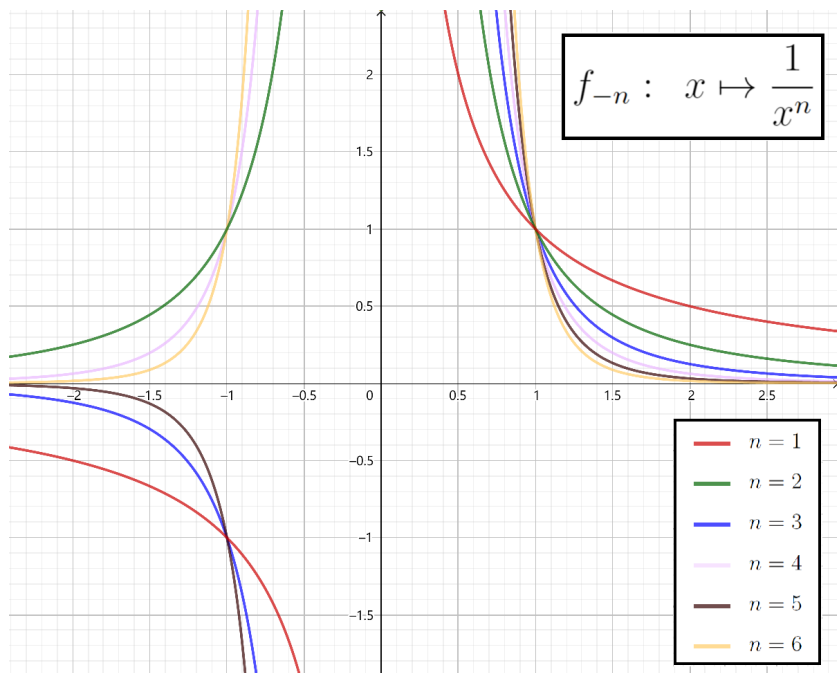 2
f₋ₙ : x ↦ 1/xⁿ
1.5
1
0.5
−2 −1.5 −1 −0.5 0 0.5 1 1.5 2 2.5
−0.5
n = 1
n = 2
−1
n = 3
n = 4
−1.5
n = 5
n = 6